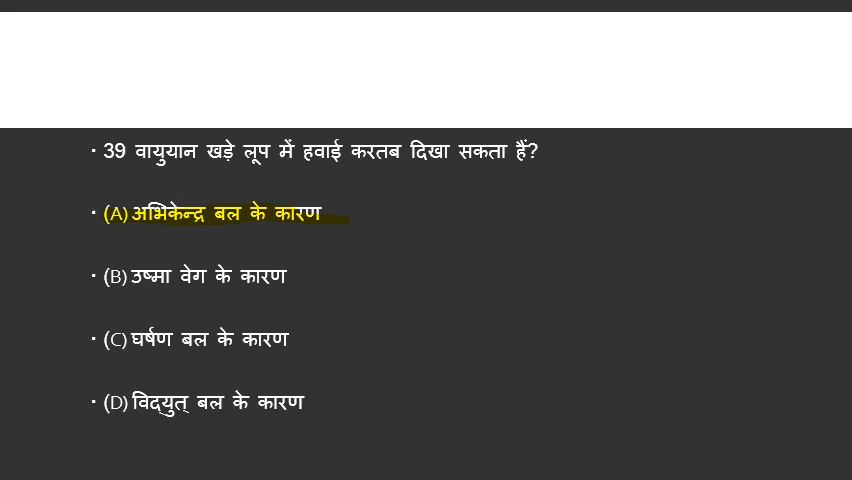 • 39 वायुयान खड़े लूप में हवाई करतब दिखा सकता हैं?
• (A) अभिकेन्द्र बल के कारण
• (B) उष्मा वेग के कारण
• (C) घर्षण बल के कारण
• (D) विद्युत् बल के कारण